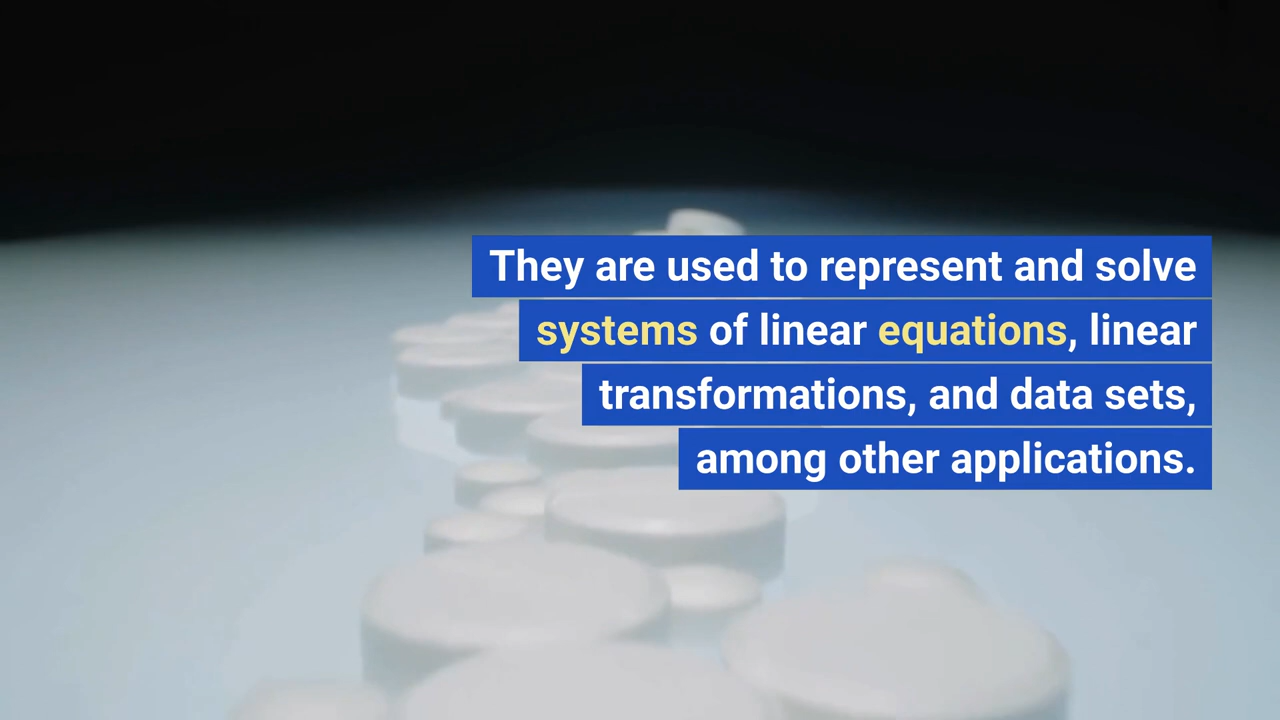 They are used to represent and solve
systems of linear equations, linear
transformations, and data sets,
among other applications.